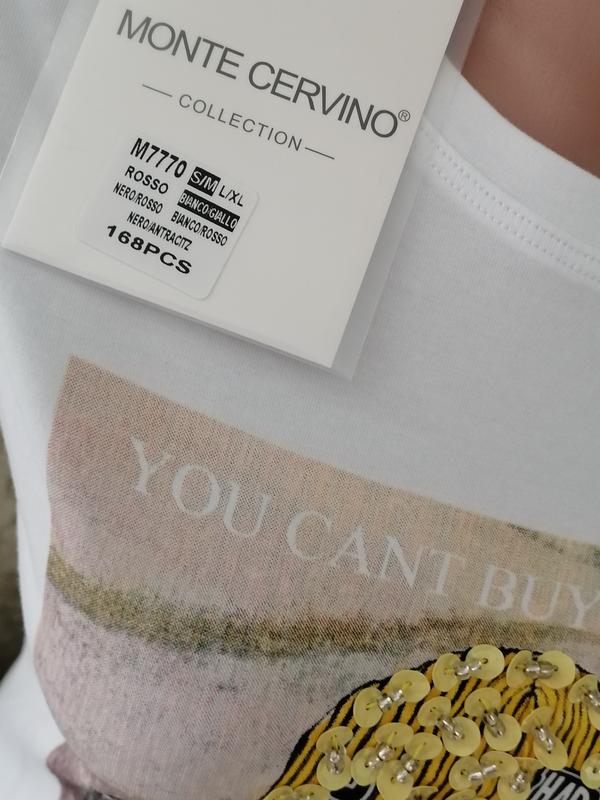 MONTE CERVINO®
COLLECTION
M7770 S/M L/XL
ROSSO BIANCO/GIALLO
NERO/ROSSO BIANCO/ROSSO
NERO/ANTRACITZ
168PCS
YOU CANT BUY